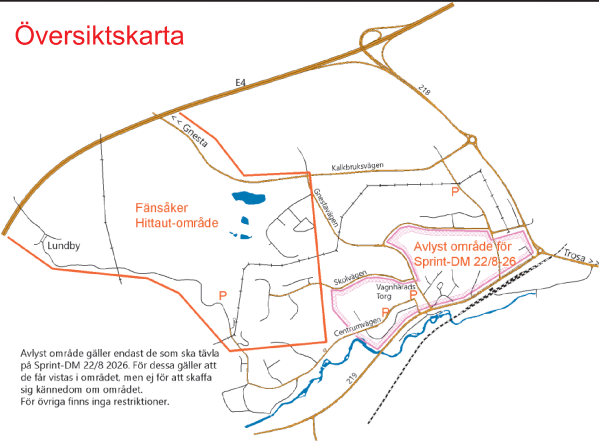 Översiktskarta
E4
218
<< Gnesta
Kalkbruksvägen
P
Gnestavägen
Fänsåker
Hittaut-område
Lundby
Avlyst område för
Sprint-DM 22/8-26
Trosa >>
Skolvägen
Vagnhärads
Torg
P
P
P
Centrumvägen
219
Avlyst område gäller endast de som ska tävla
på Sprint-DM 22/8 2026. För dessa gäller att
de får vistas i området, men ej för att skaffa
sig kännedom om området.
För övriga finns inga restriktioner.